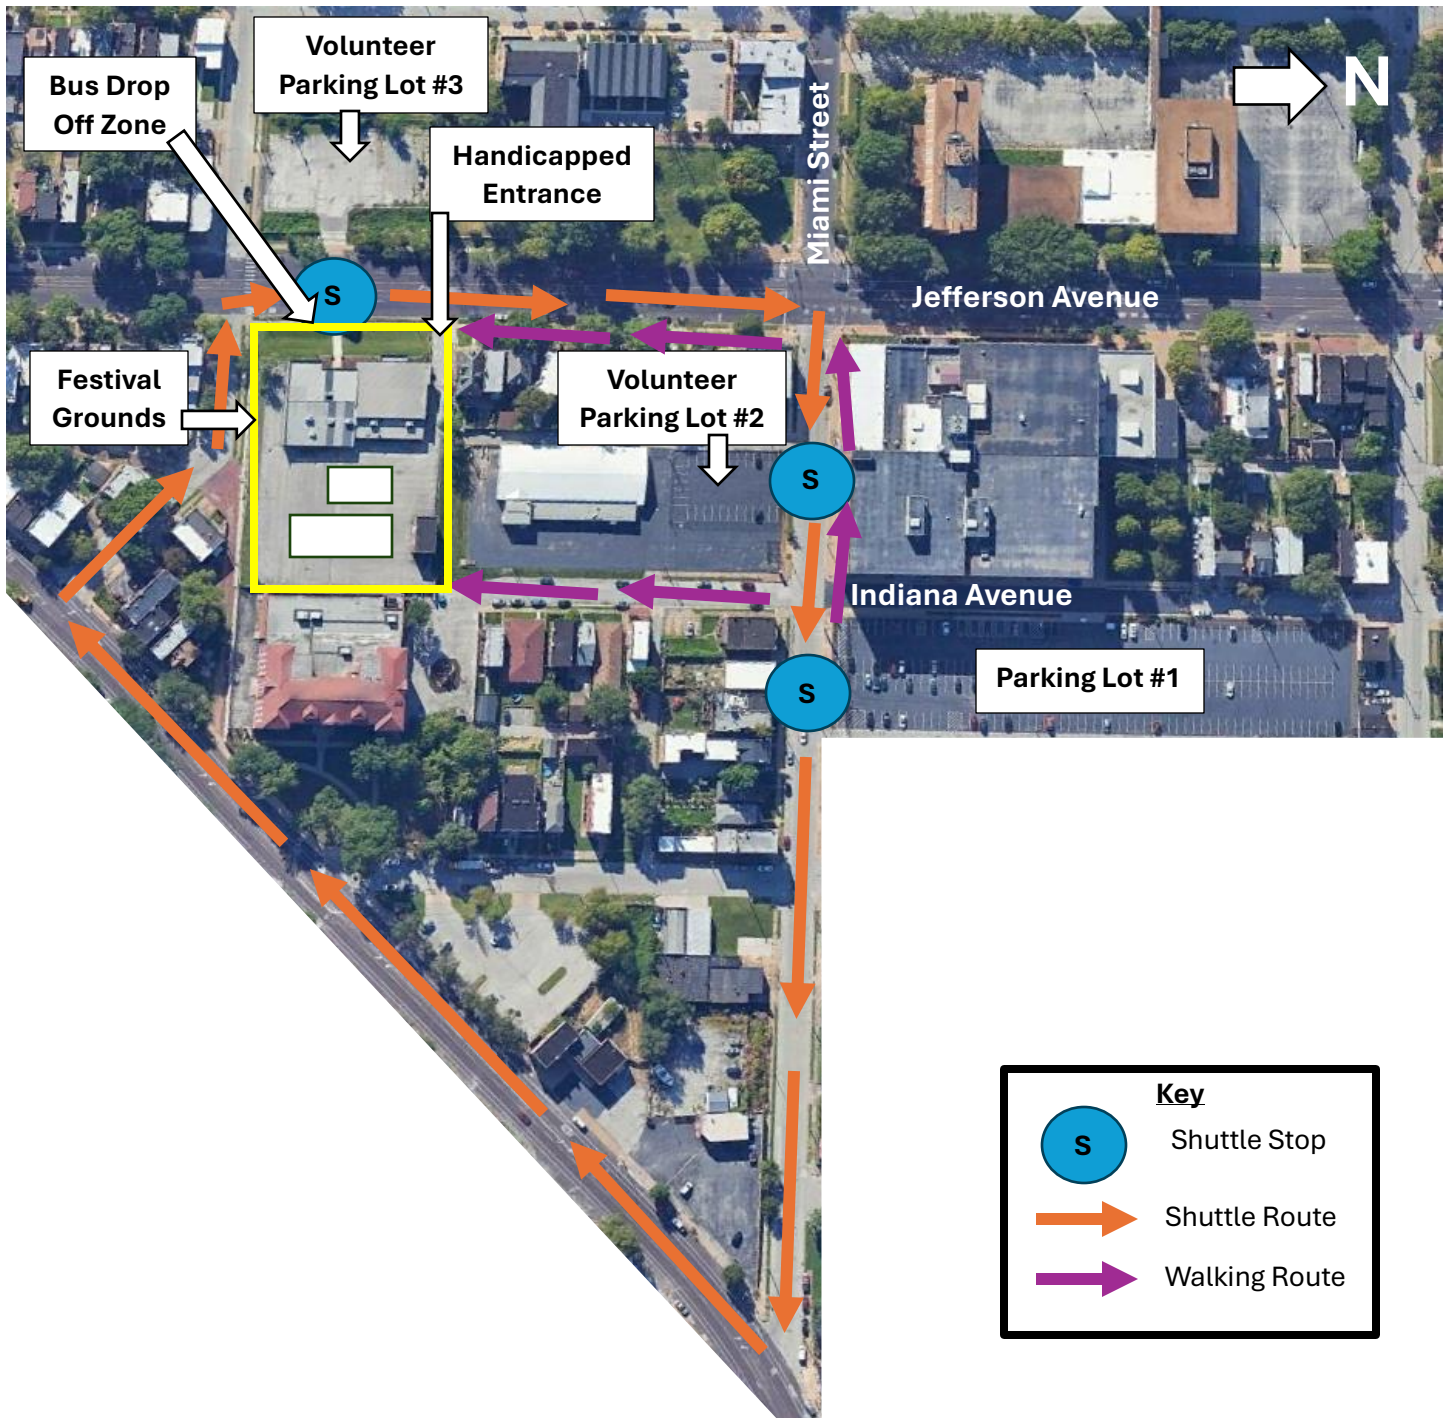 Volunteer
Parking Lot #3
Bus Drop
Off Zone
Handicapped
Entrance
Miami Street
N
S
Jefferson Avenue
Festival
Grounds
Volunteer
Parking Lot #2
S
Indiana Avenue
S
Parking Lot #1
Key
S
Shuttle Stop
Shuttle Route
Walking Route